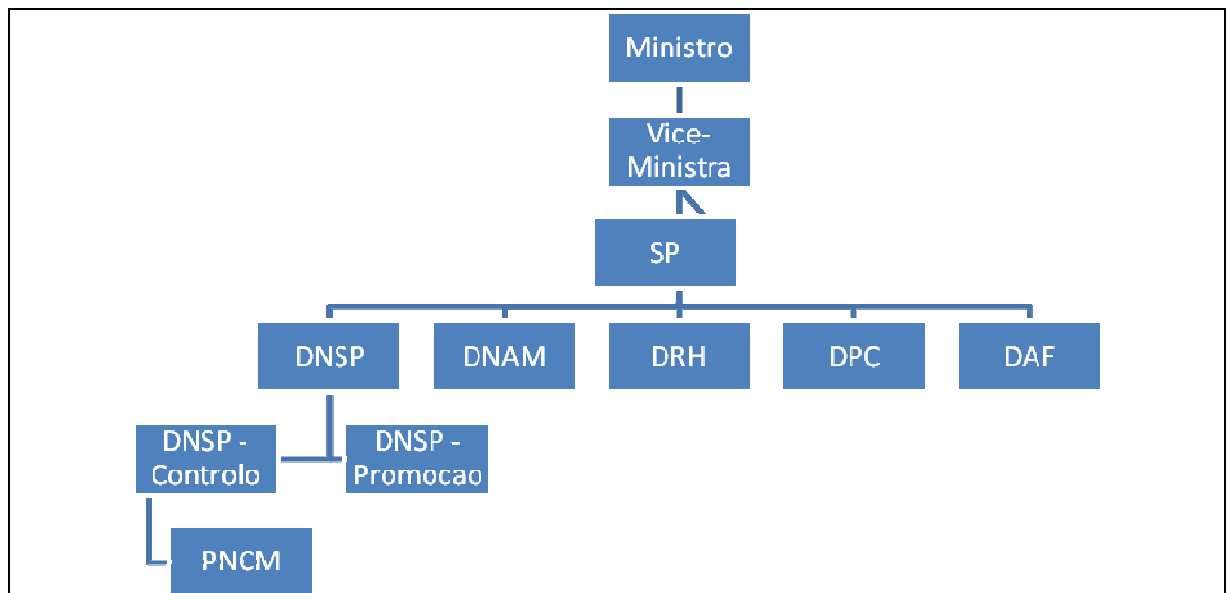 Ministro
Vice-
Ministra
SP
DNSP
DNAM
DRH
DPC
DAF
DNSP -
Controlo
DNSP -
Promocao
PNCM